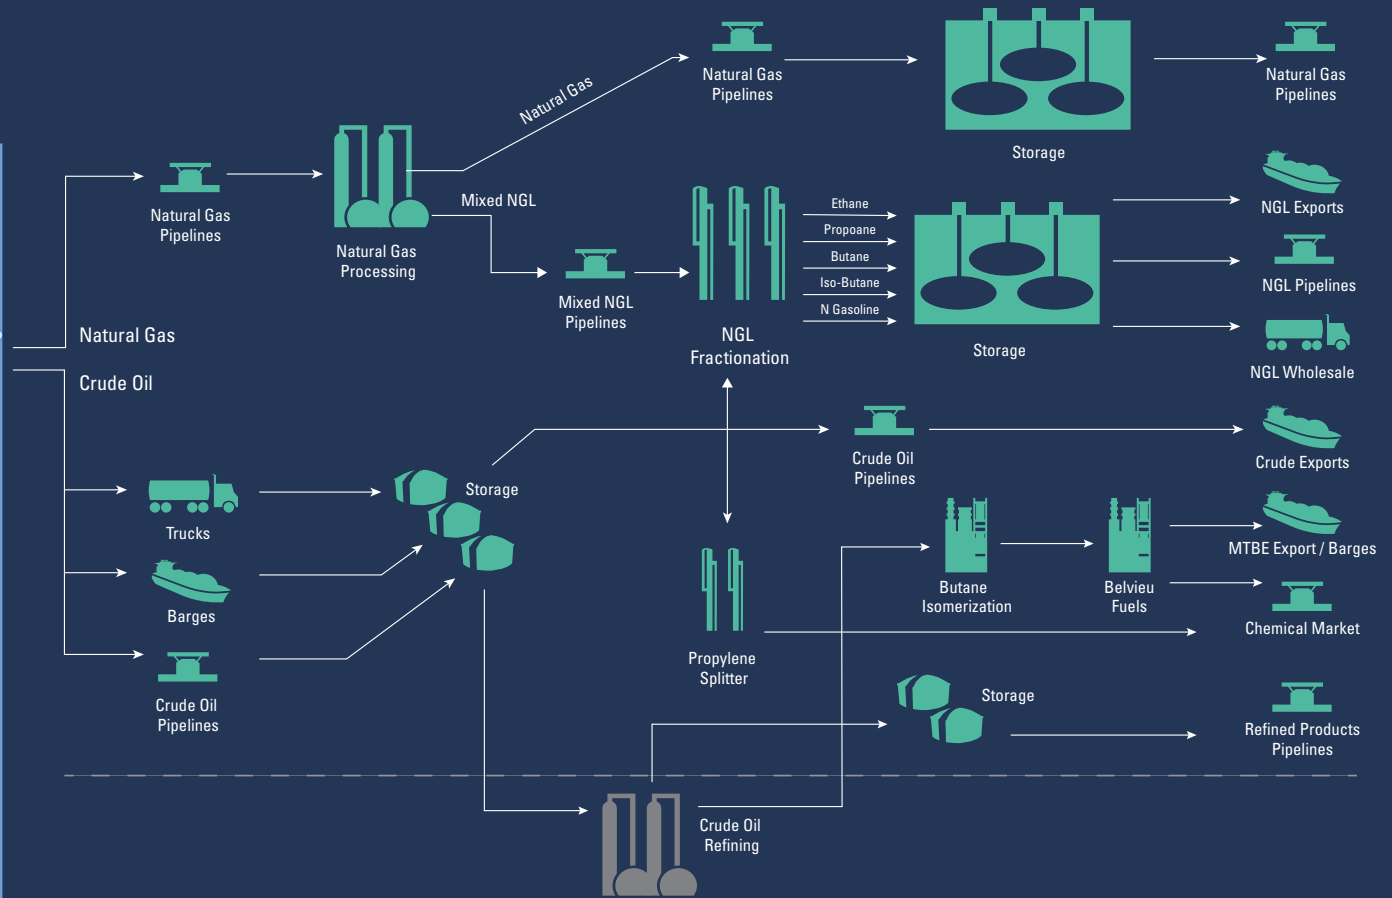 Natural Gas
Pipelines
Storage
Natural Gas
Pipelines
Natural Gas
Natural Gas
Pipelines
Natural Gas
Processing
Mixed NGL
Mixed NGL
Pipelines
NGL
Fractionation
Ethane
Propoane
Butane
Iso-Butane
N Gasoline
Storage
NGL Exports
NGL Pipelines
NGL Wholesale
Natural Gas
Crude Oil
Trucks
Barges
Crude Oil
Pipelines
Storage
Crude Oil
Pipelines
Crude Exports
Butane
Isomerization
Belvieu
Fuels
MTBE Export / Barges
Chemical Market
Propylene
Splitter
Storage
Refined Products
Pipelines
Crude Oil
Refining